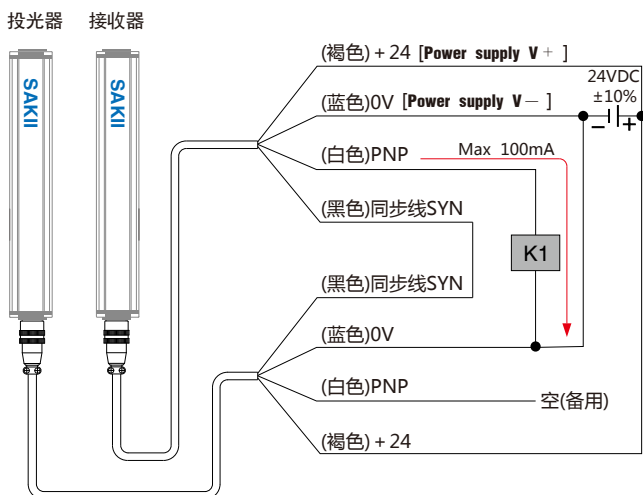 投光器 接收器
SAKII
SAKII
(褐色)+24 [Power supply V+]
24VDC
±10%
(蓝色)0V [Power supply V-]
- +
(白色)PNP
Max 100mA
(黑色)同步线SYN
K1
(黑色)同步线SYN
(蓝色)0V
(白色)PNP
空(备用)
(褐色)+24